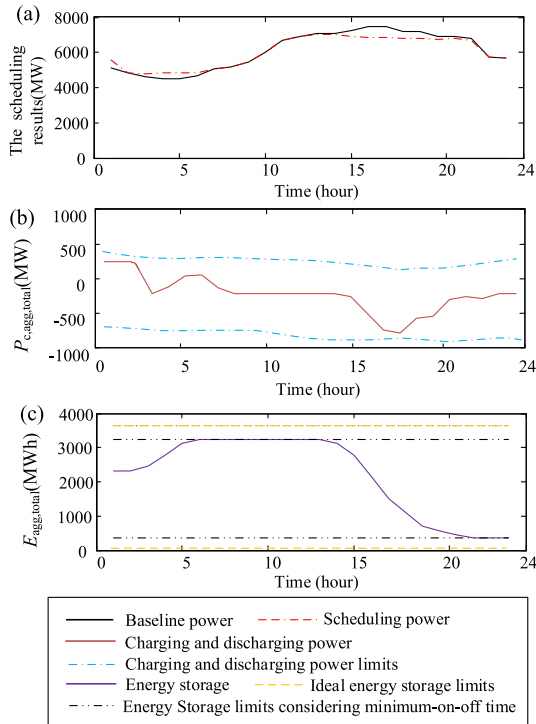 (a)
The scheduling
results(MW)
8000
6000
4000
2000
0
0 5 10 15 20 24
Time (hour)
(b)
P_c,agg,total(MW)
1000
500
0
-500
-1000
0 5 10 15 20 24
Time (hour)
(c)
E_agg,total(MWh)
4000
3000
2000
1000
0
0 5 10 15 20 24
Time (hour)
Baseline power Scheduling power
Charging and discharging power
Charging and discharging power limits
Energy storage Ideal energy storage limits
Energy Storage limits considering minimum-on-off time